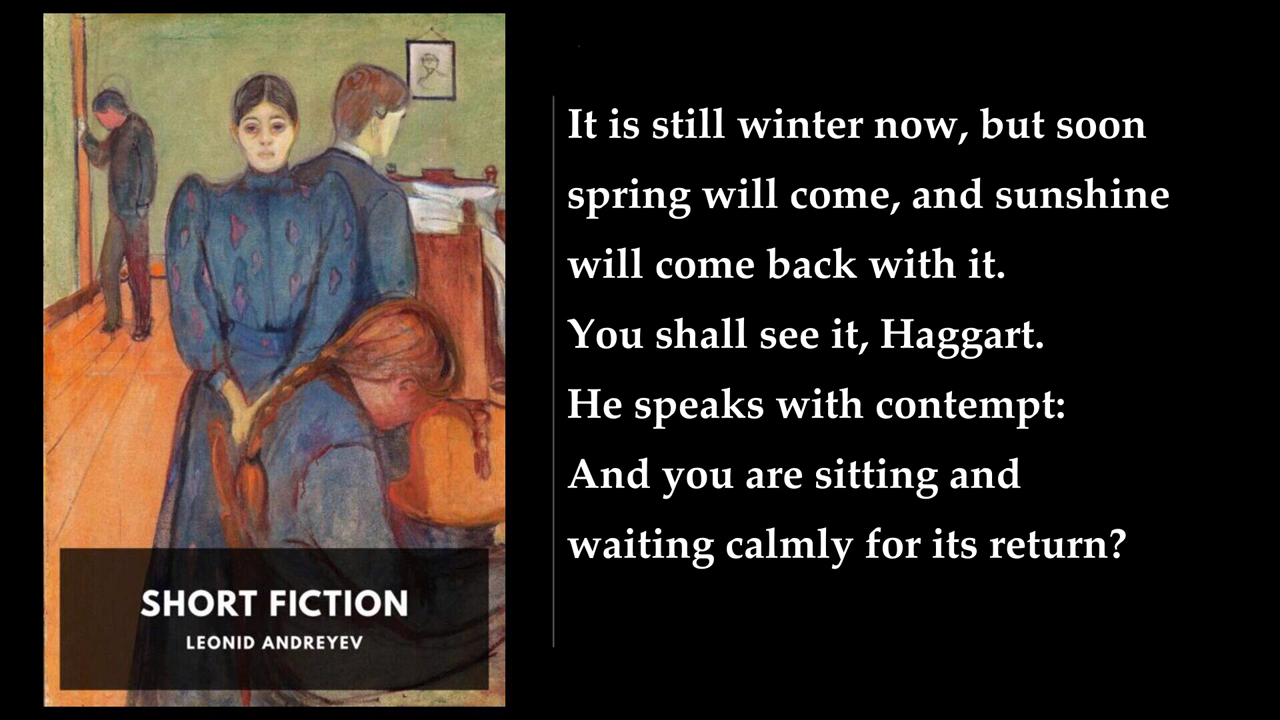 SHORT FICTION
LEONID ANDREYEV
It is still winter now, but soon
spring will come, and sunshine
will come back with it.
You shall see it, Haggart.
He speaks with contempt:
And you are sitting and
waiting calmly for its return?